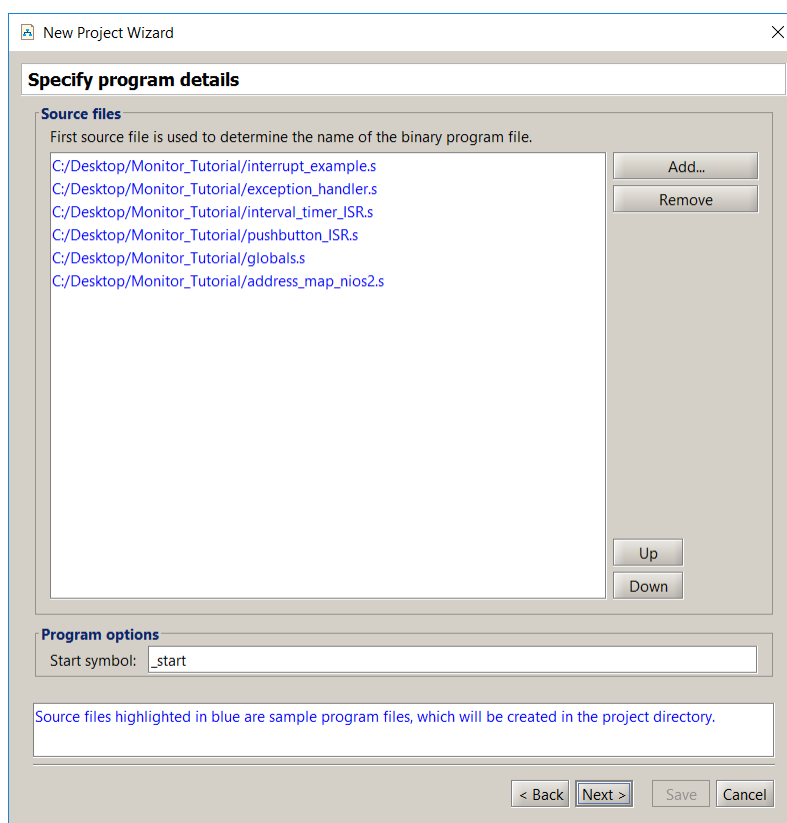 New Project Wizard
Specify program details
Source files
First source file is used to determine the name of the binary program file.
C:/Desktop/Monitor_Tutorial/interrupt_example.s
C:/Desktop/Monitor_Tutorial/exception_handler.s
C:/Desktop/Monitor_Tutorial/interval_timer_ISR.s
C:/Desktop/Monitor_Tutorial/pushbutton_ISR.s
C:/Desktop/Monitor_Tutorial/globals.s
C:/Desktop/Monitor_Tutorial/address_map_nios2.s
Add...
Remove
Up
Down
Program options
Start symbol: _start
Source files highlighted in blue are sample program files, which will be created in the project directory.
< Back Next > Save Cancel